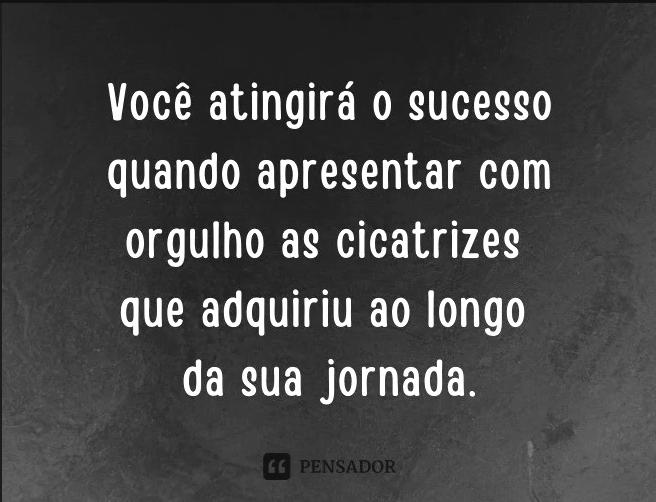 Você atingirá o sucesso
quando apresentar com
orgulho as cicatrizes
que adquiriu ao longo
da sua jornada.
PENSADOR